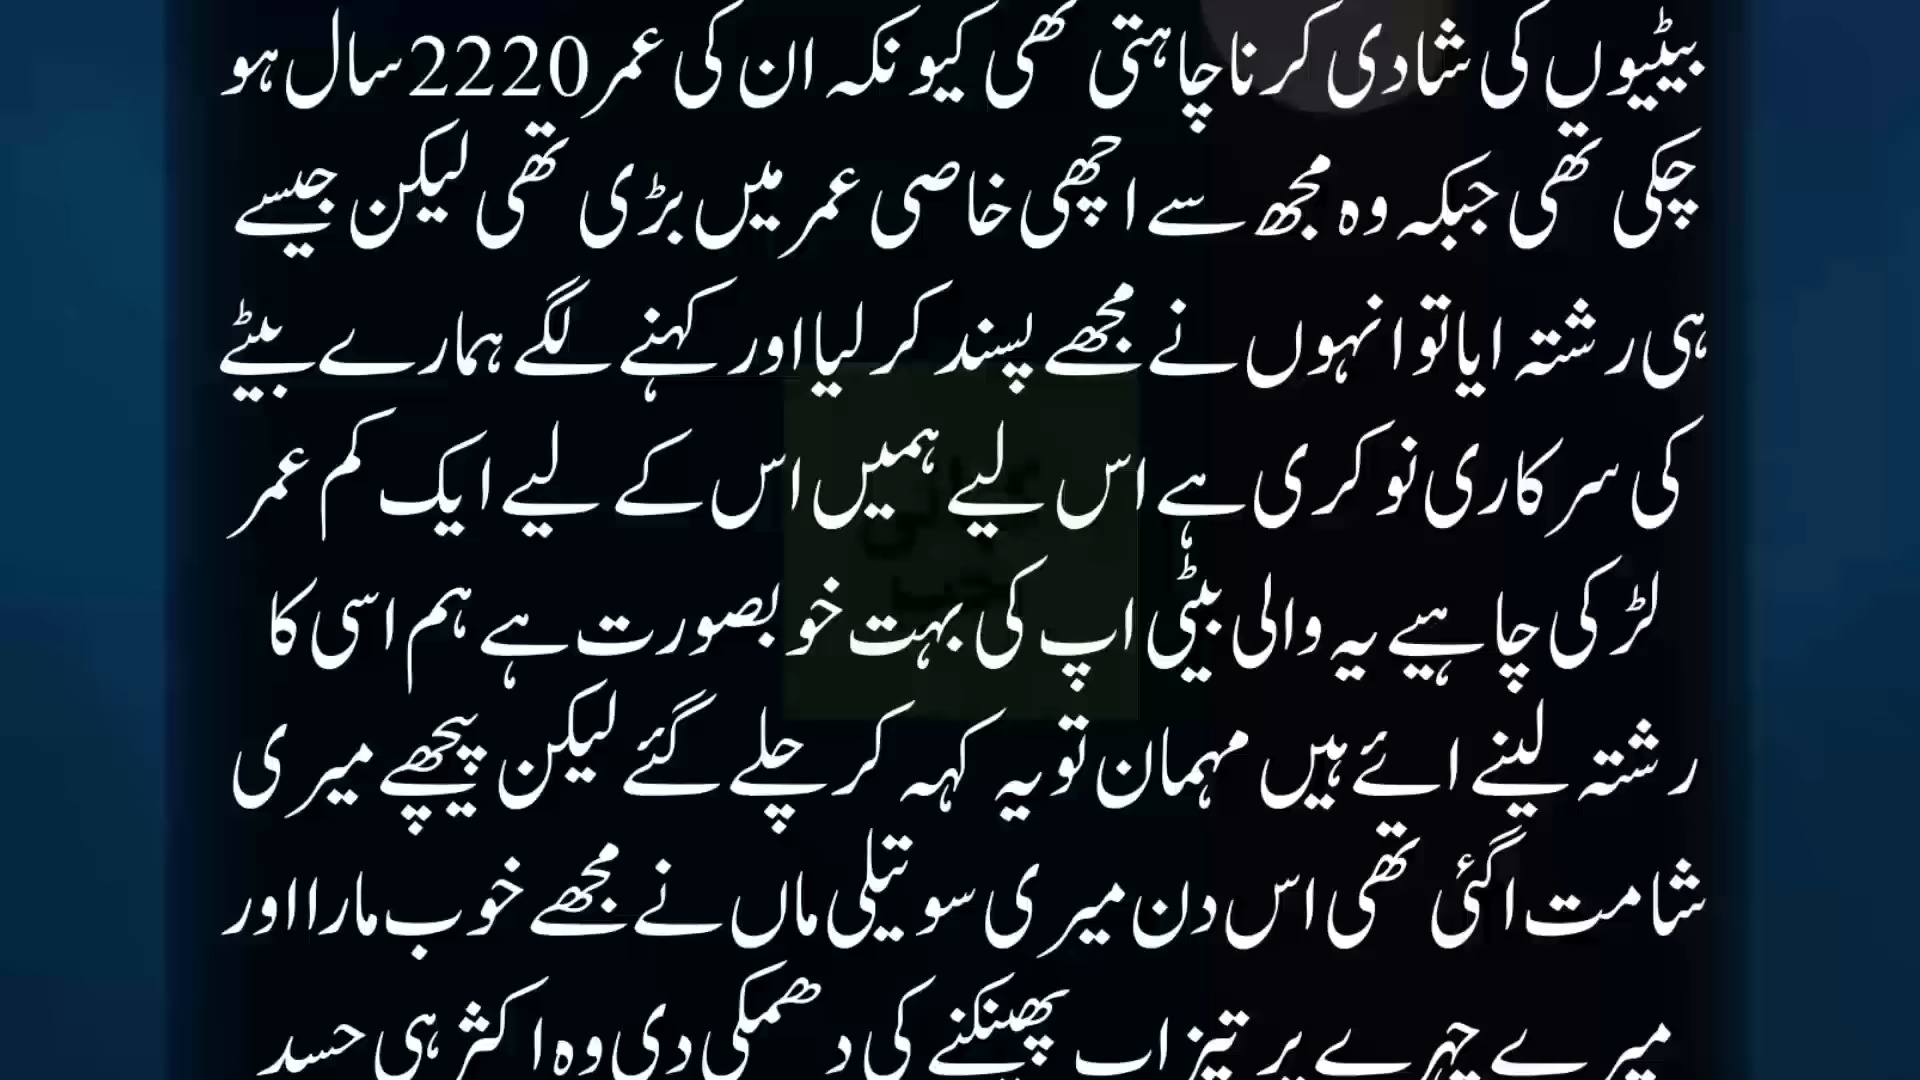 بیٹیوں کی شادی کرنا چاہتی تھی کیونکہ ان کی عمر 2220 سال ہو
چکی تھی جبکہ وہ مجھ سے اچھی خاصی عمر میں بڑی تھی لیکن جیسے
ہی رشتہ ایا تو انہوں نے مجھے پسند کر لیا اور کہنے لگے ہمارے بیٹے
کی سرکاری نوکری ہے اس لیے ہمیں اس کے لیے ایک کم عمر
لڑکی چاہیے یہ والی بیٹی اپ کی بہت خوبصورت ہے ہم اسی کا
رشتہ لینے ائے ہیں مہمان تو یہ کہہ کر چلے گئے لیکن پیچھے میری
شامت اگئی تھی اس دن میری سوتیلی ماں نے مجھے خوب مارا اور
میرے چہرے پر تیزاب پھینکنے کی دھمکی دی وہ اکثر ہی حسد